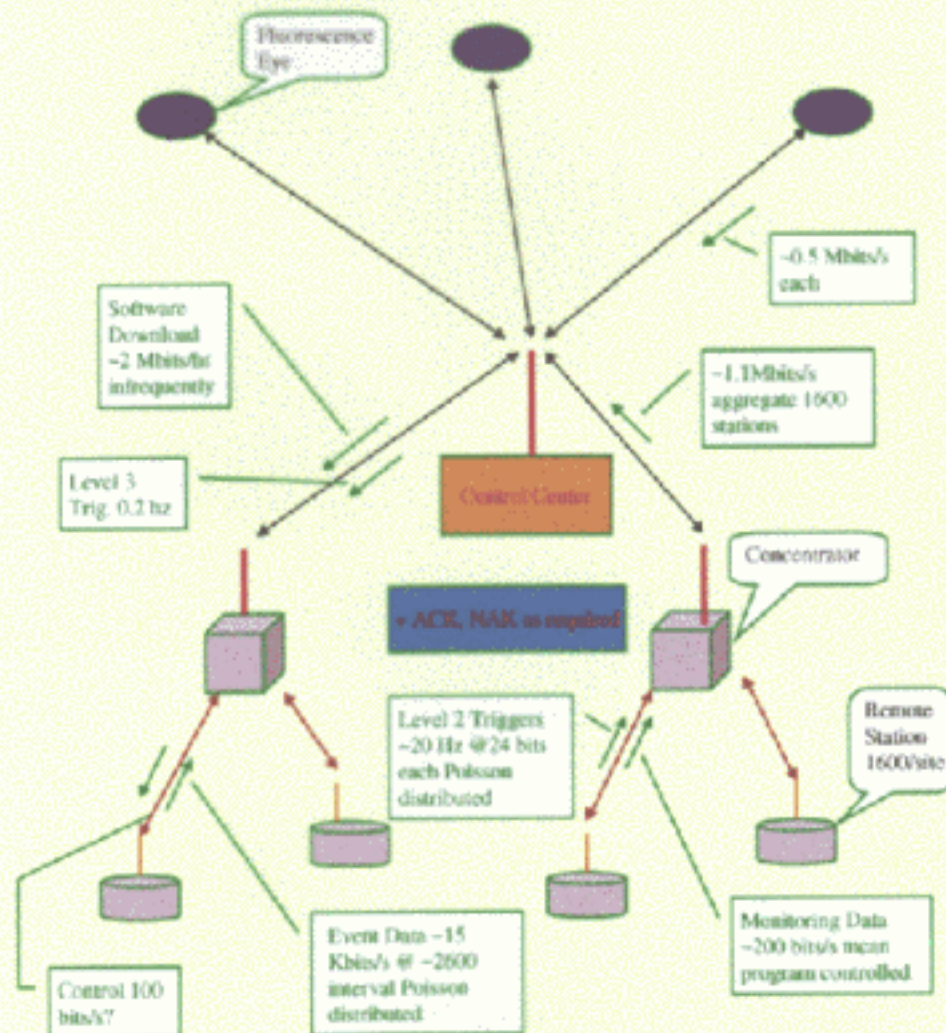 Fluorescence
Eye
~0.5 Mbits/s
each
Software
Download
~2 Mbits/hr
infrequently
~1.1Mbits/s
aggregate 1600
stations
Level 3
Trig. 0.2 hz
Control Center
Concentrator
+ ACK, NAK as required
Level 2 Triggers
~20 Hz @24 bits
each Poisson
distributed
Remote
Station
1600/site
Event Data ~15
Kbits/s @ ~2600
interval Poisson
distributed
Monitoring Data
~200 bits/s mean
program controlled
Control 100
bits/s?